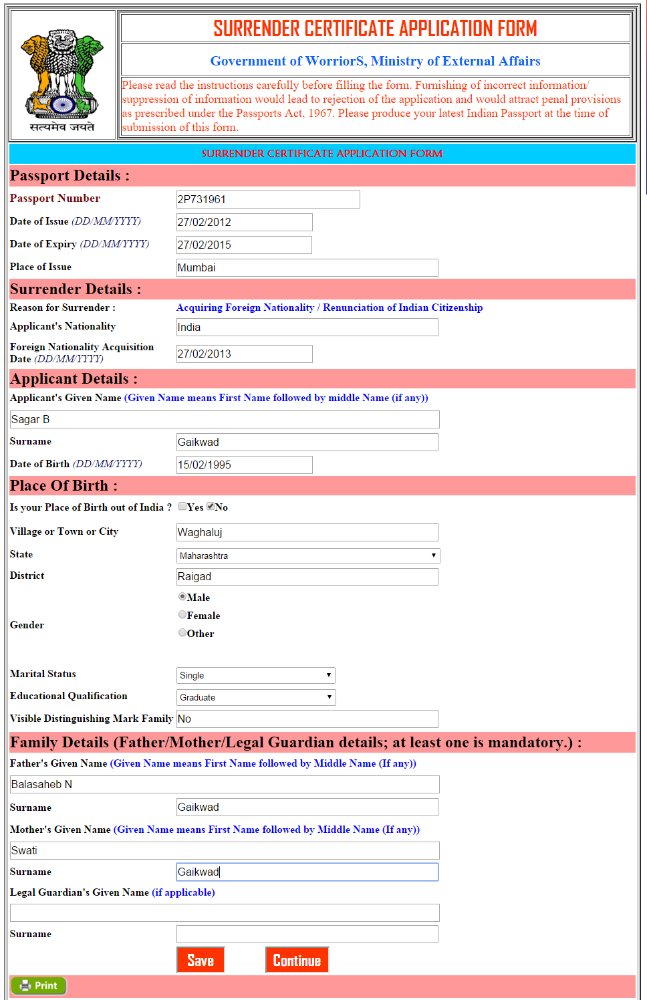 सत्यमेव जयते
SURRENDER CERTIFICATE APPLICATION FORM
Government of WorriorS, Ministry of External Affairs
Please read the instructions carefully before filling the form. Furnishing of incorrect information/
suppression of information would lead to rejection of the application and would attract penal provisions
as prescribed under the Passports Act, 1967. Please produce your latest Indian Passport at the time of
submission of this form.
SURRENDER CERTIFICATE APPLICATION FORM
Passport Details :
Passport Number 2P731961
Date of Issue (DD/MM/YYYY) 27/02/2012
Date of Expiry (DD/MM/YYYY) 27/02/2015
Place of Issue Mumbai
Surrender Details :
Reason for Surrender : Acquiring Foreign Nationality / Renunciation of Indian Citizenship
Applicant's Nationality India
Foreign Nationality Acquisition
Date (DD/MM/YYYY) 27/02/2013
Applicant Details :
Applicant's Given Name (Given Name means First Name followed by middle Name (if any))
Sagar B
Surname Gaikwad
Date of Birth (DD/MM/YYYY) 15/02/1995
Place Of Birth :
Is your Place of Birth out of India ? Yes No
Village or Town or City Waghaluj
State Maharashtra
District Raigad
Male
Female
Gender
Other
Marital Status Single
Educational Qualification Graduate
Visible Distinguishing Mark Family No
Family Details (Father/Mother/Legal Guardian details; at least one is mandatory.) :
Father's Given Name (Given Name means First Name followed by Middle Name (If any))
Balasaheb N
Surname Gaikwad
Mother's Given Name (Given Name means First Name followed by Middle Name (If any))
Swati
Surname Gaikwad
Legal Guardian's Given Name (if applicable)
Surname
Save Continue
Print